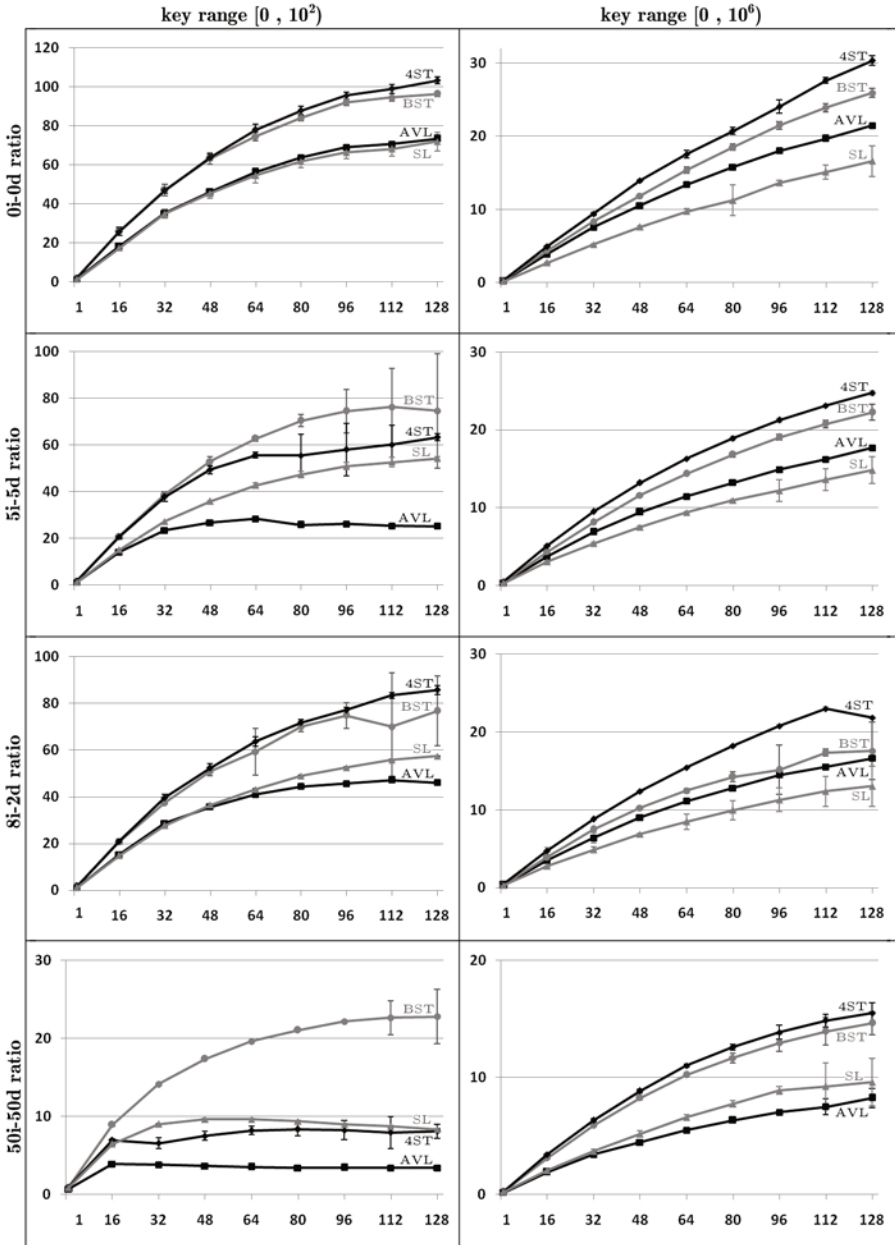 key range [0 , 10²)
key range [0 , 10⁶)
0i-0d ratio
120
100
80
60
40
20
0
1 16 32 48 64 80 96 112 128
4ST
BST
AVL
SL
30
20
10
0
1 16 32 48 64 80 96 112 128
4ST
BST
AVL
SL
5i-5d ratio
100
80
60
40
20
0
1 16 32 48 64 80 96 112 128
BST
4ST
SL
AVL
30
20
10
0
1 16 32 48 64 80 96 112 128
4ST
BST
AVL
SL
8i-2d ratio
100
80
60
40
20
0
1 16 32 48 64 80 96 112 128
4ST
BST
SL
AVL
30
20
10
0
1 16 32 48 64 80 96 112 128
4ST
BST
AVL
SL
50i-50d ratio
30
20
10
0
1 16 32 48 64 80 96 112 128
BST
SL
4ST
AVL
20
10
0
1 16 32 48 64 80 96 112 128
4ST
BST
SL
AVL